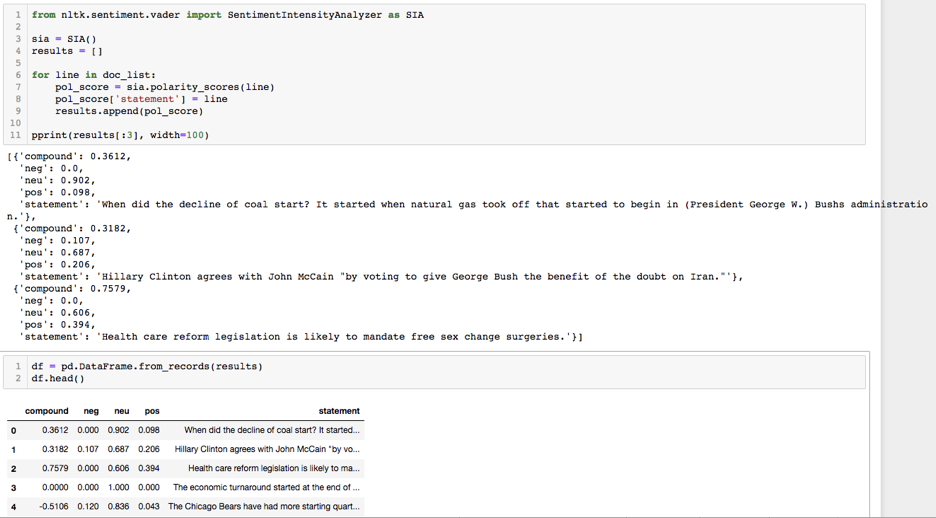 1 from nltk.sentiment.vader import SentimentIntensityAnalyzer as SIA
2
3 sia = SIA()
4 results = []
5
6 for line in doc_list:
7     pol_score = sia.polarity_scores(line)
8     pol_score['statement'] = line
9     results.append(pol_score)
10
11 pprint(results[:3], width=100)
[{'compound': 0.3612,
  'neg': 0.0,
  'neu': 0.902,
  'pos': 0.098,
  'statement': 'When did the decline of coal start? It started when natural gas took off that started to begin in (President George W.) Bushs administratio
n.'},
 {'compound': 0.3182,
  'neg': 0.107,
  'neu': 0.687,
  'pos': 0.206,
  'statement': 'Hillary Clinton agrees with John McCain "by voting to give George Bush the benefit of the doubt on Iran."'},
 {'compound': 0.7579,
  'neg': 0.0,
  'neu': 0.606,
  'pos': 0.394,
  'statement': 'Health care reform legislation is likely to mandate free sex change surgeries.'}]
1 df = pd.DataFrame.from_records(results)
2 df.head()
compound neg neu pos statement
0 0.3612 0.000 0.902 0.098 When did the decline of coal start? It started...
1 0.3182 0.107 0.687 0.206 Hillary Clinton agrees with John McCain "by vo...
2 0.7579 0.000 0.606 0.394 Health care reform legislation is likely to ma...
3 0.0000 0.000 1.000 0.000 The economic turnaround started at the end of ...
4 -0.5106 0.120 0.836 0.043 The Chicago Bears have had more starting quart...